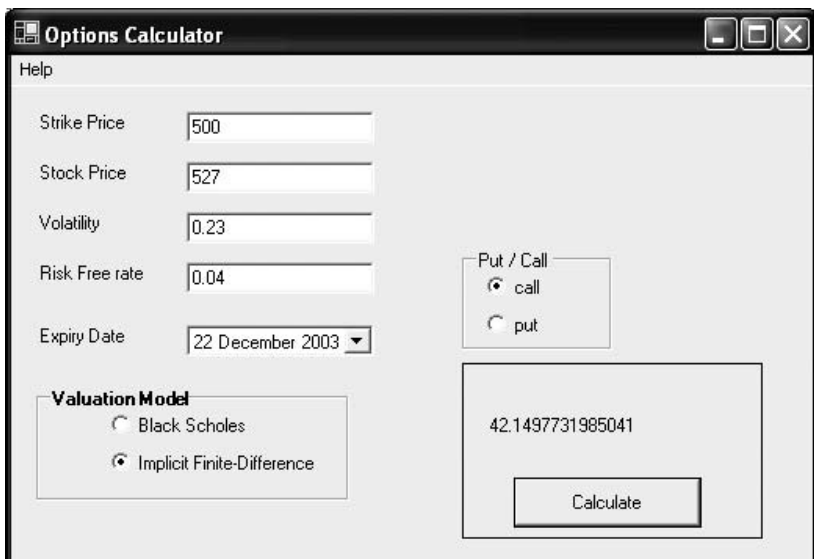 Options Calculator
Help
Strike Price
500
Stock Price
527
Volatility
0.23
Risk Free rate
0.04
Expiry Date
22 December 2003
Put / Call
call
put
Valuation Model
Black Scholes
Implicit Finite-Difference
42.1497731985041
Calculate